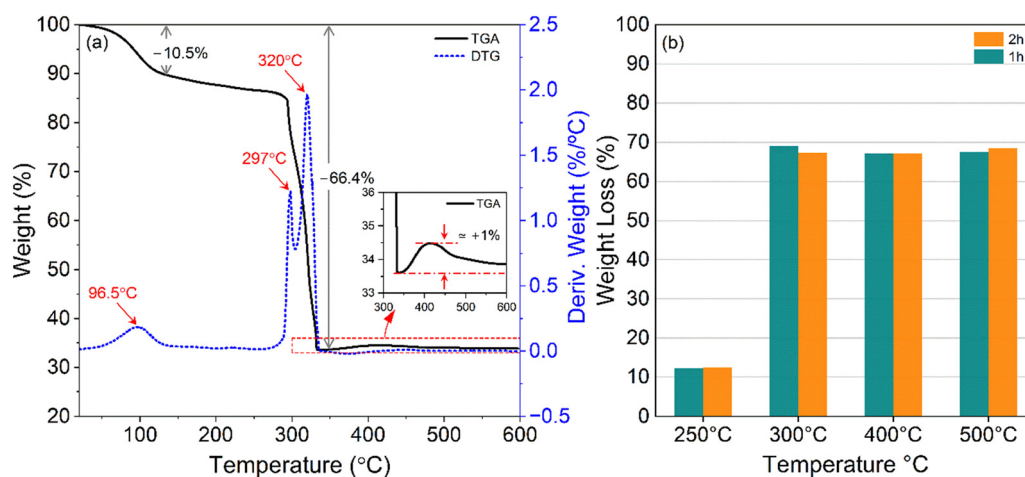 (a)
TGA
DTG
−10.5%
320°C
297°C
−66.4%
96.5°C
100
90
80
70
60
50
40
30
20
Weight (%)
0
100
200
300
400
500
600
Temperature (°C)
2.5
2.0
1.5
1.0
0.5
0.0
−0.5
Deriv. Weight (%/ºC)
36
35
34
33
300
400
500
600
TGA
≃ +1%
(b)
2h
1h
100
90
80
70
60
50
40
30
20
10
0
Weight Loss (%)
250°C
300°C
400°C
500°C
Temperature °C